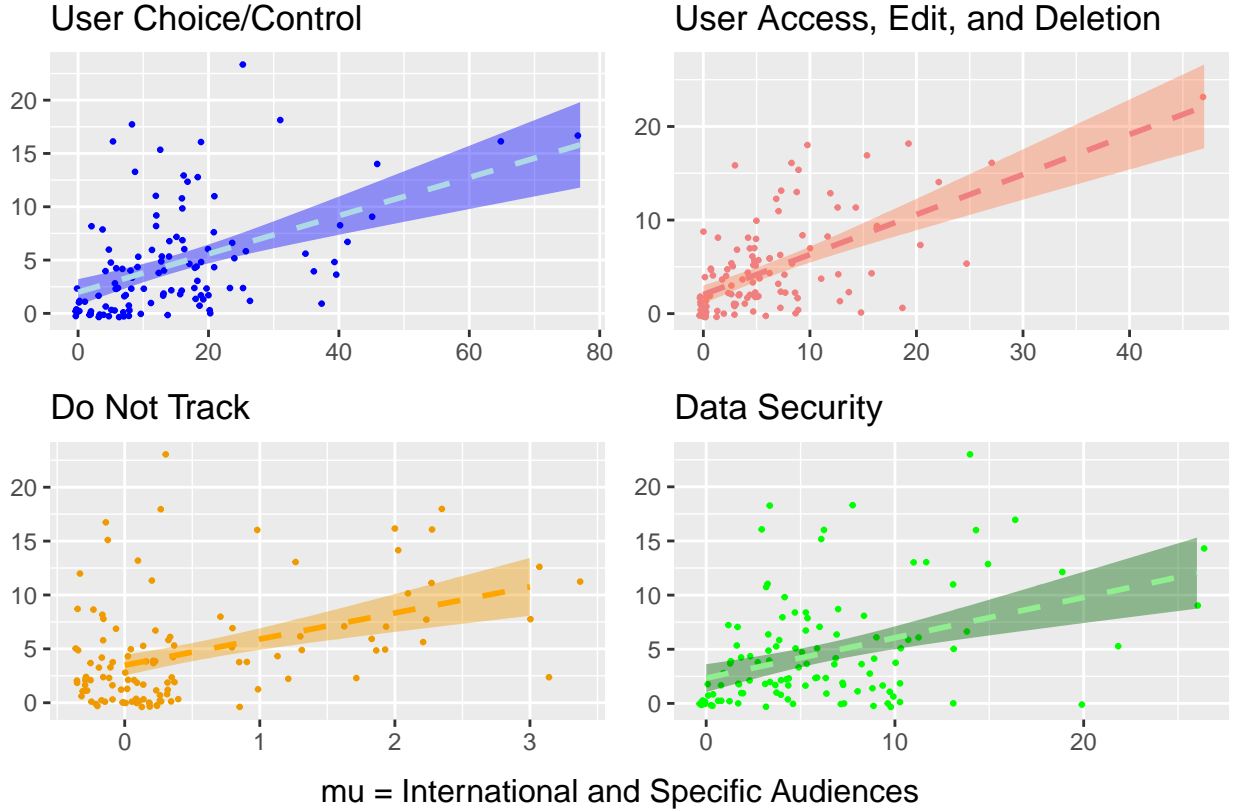 User Choice/Control
20
15
10
5
0
0 20 40 60 80
User Access, Edit, and Deletion
20
10
0
0 10 20 30 40
Do Not Track
20
15
10
5
0
0 1 2 3
Data Security
20
15
10
5
0
0 10 20
mu = International and Specific Audiences